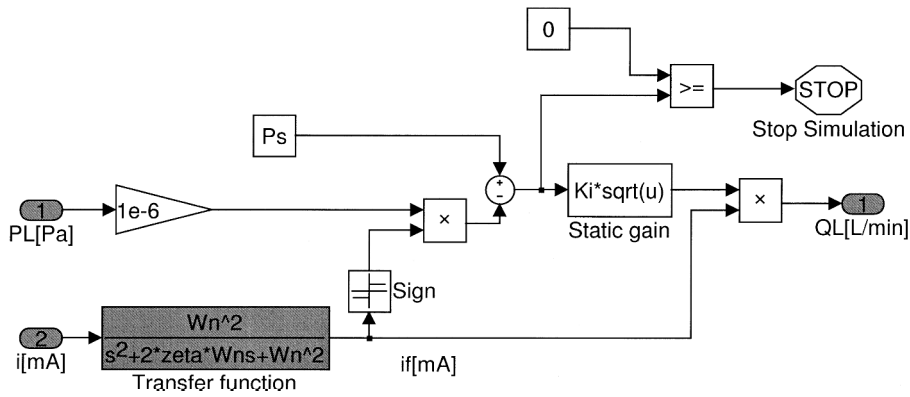 0
>=
STOP
Stop Simulation
Ps
+
-
1
PL[Pa]
1e-6
×
Ki*sqrt(u)
Static gain
×
1
QL[L/min]
Sign
2
i[mA]
Wn^2
s²+2*zeta*Wns+Wn^2
Transfer function
if[mA]